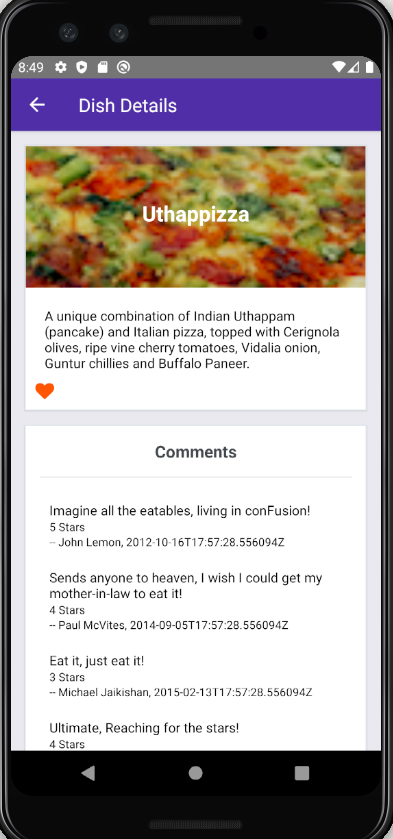 8:49
Dish Details
Uthappizza
A unique combination of Indian Uthappam
(pancake) and Italian pizza, topped with Cerignola
olives, ripe vine cherry tomatoes, Vidalia onion,
Guntur chillies and Buffalo Paneer.
Comments
Imagine all the eatables, living in conFusion!
5 Stars
-- John Lemon, 2012-10-16T17:57:28.556094Z
Sends anyone to heaven, I wish I could get my
mother-in-law to eat it!
4 Stars
-- Paul McVites, 2014-09-05T17:57:28.556094Z
Eat it, just eat it!
3 Stars
-- Michael Jaikishan, 2015-02-13T17:57:28.556094Z
Ultimate, Reaching for the stars!
4 Stars